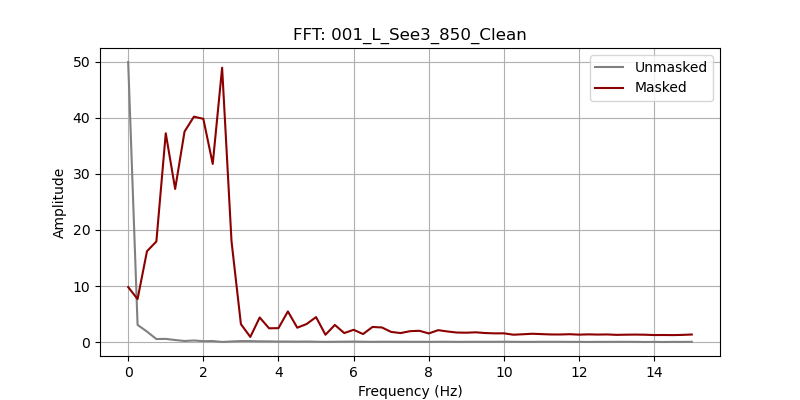 FFT: 001_L_See3_850_Clean
Unmasked
Masked
Amplitude
50
40
30
20
10
0
0 2 4 6 8 10 12 14
Frequency (Hz)